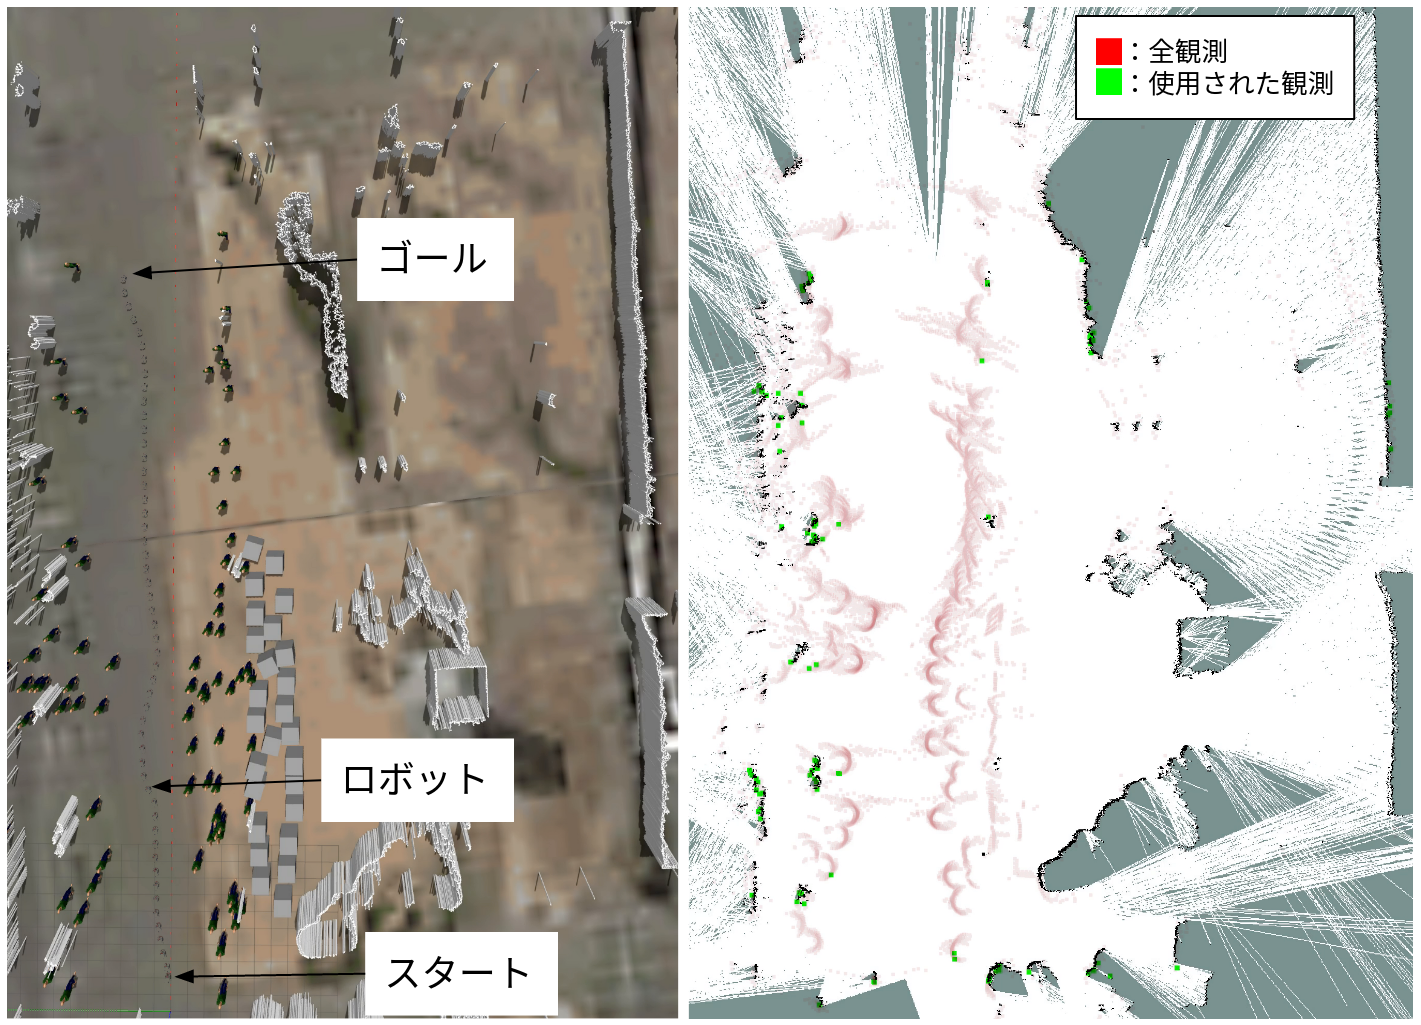 ゴール
ロボット
スタート
：全観測
：使用された観測